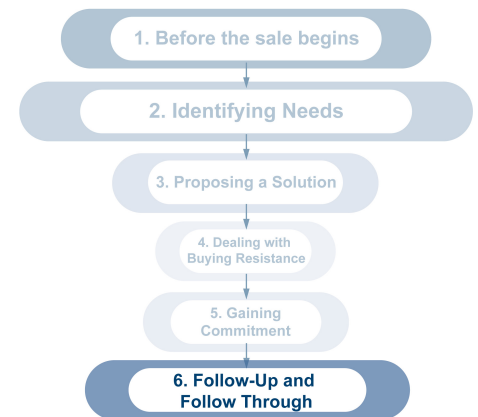 1. Before the sale begins
2. Identifying Needs
3. Proposing a Solution
4. Dealing with
Buying Resistance
5. Gaining
Commitment
6. Follow-Up and
Follow Through